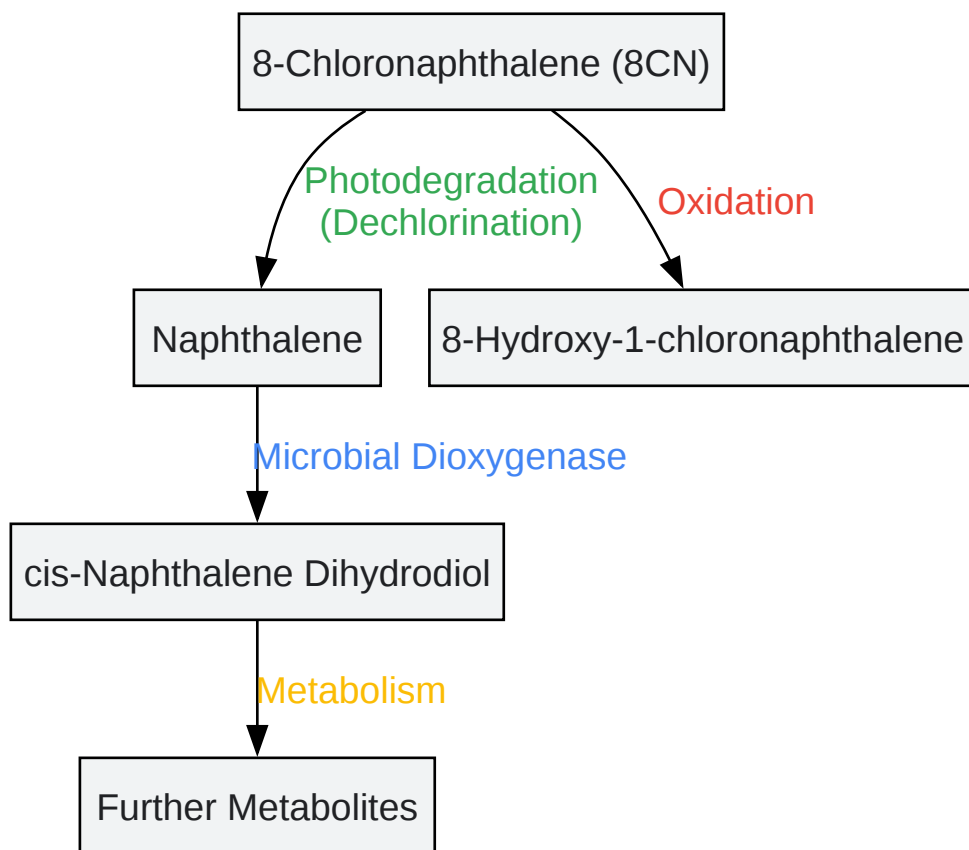 8-Chloronaphthalene (8CN)
Photodegradation
(Dechlorination)
Oxidation
Naphthalene
8-Hydroxy-1-chloronaphthalene
Microbial Dioxygenase
cis-Naphthalene Dihydrodiol
Metabolism
Further Metabolites